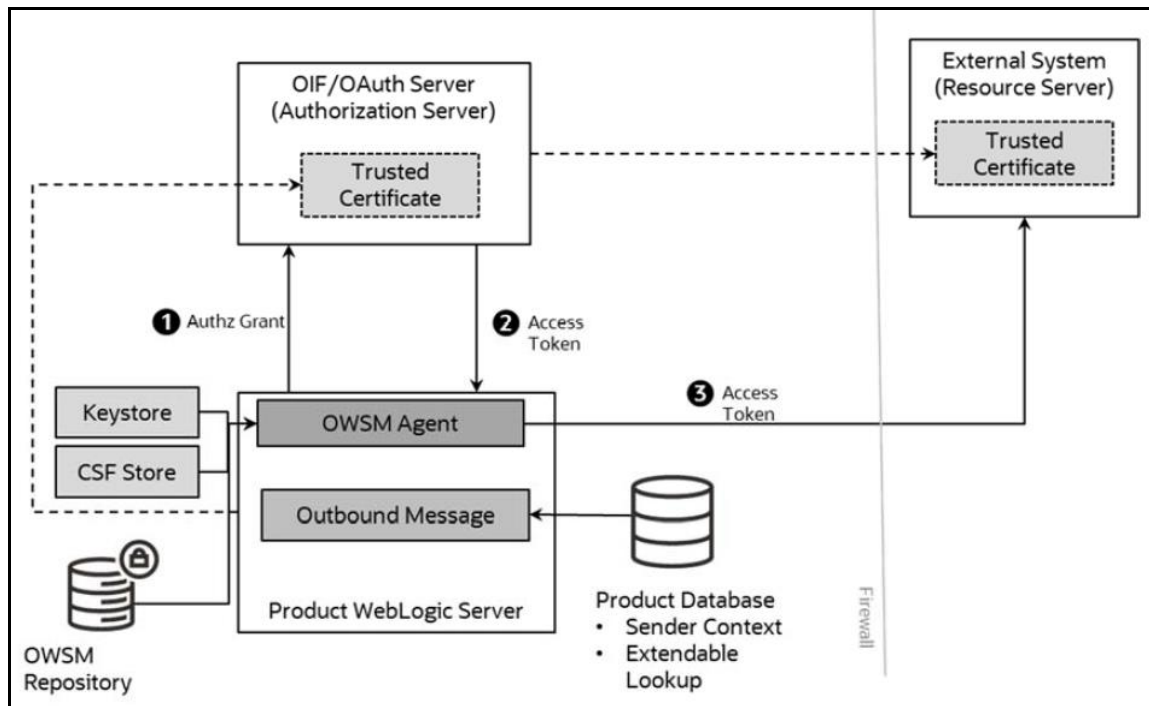 OIF/OAuth Server
(Authorization Server)
Trusted
Certificate
External System
(Resource Server)
Trusted
Certificate
1 Authz Grant
2 Access
Token
3 Access
Token
Keystore
CSF Store
OWSM Agent
Outbound Message
Product WebLogic Server
OWSM
Repository
Product Database
• Sender Context
• Extendable
Lookup
Firewall